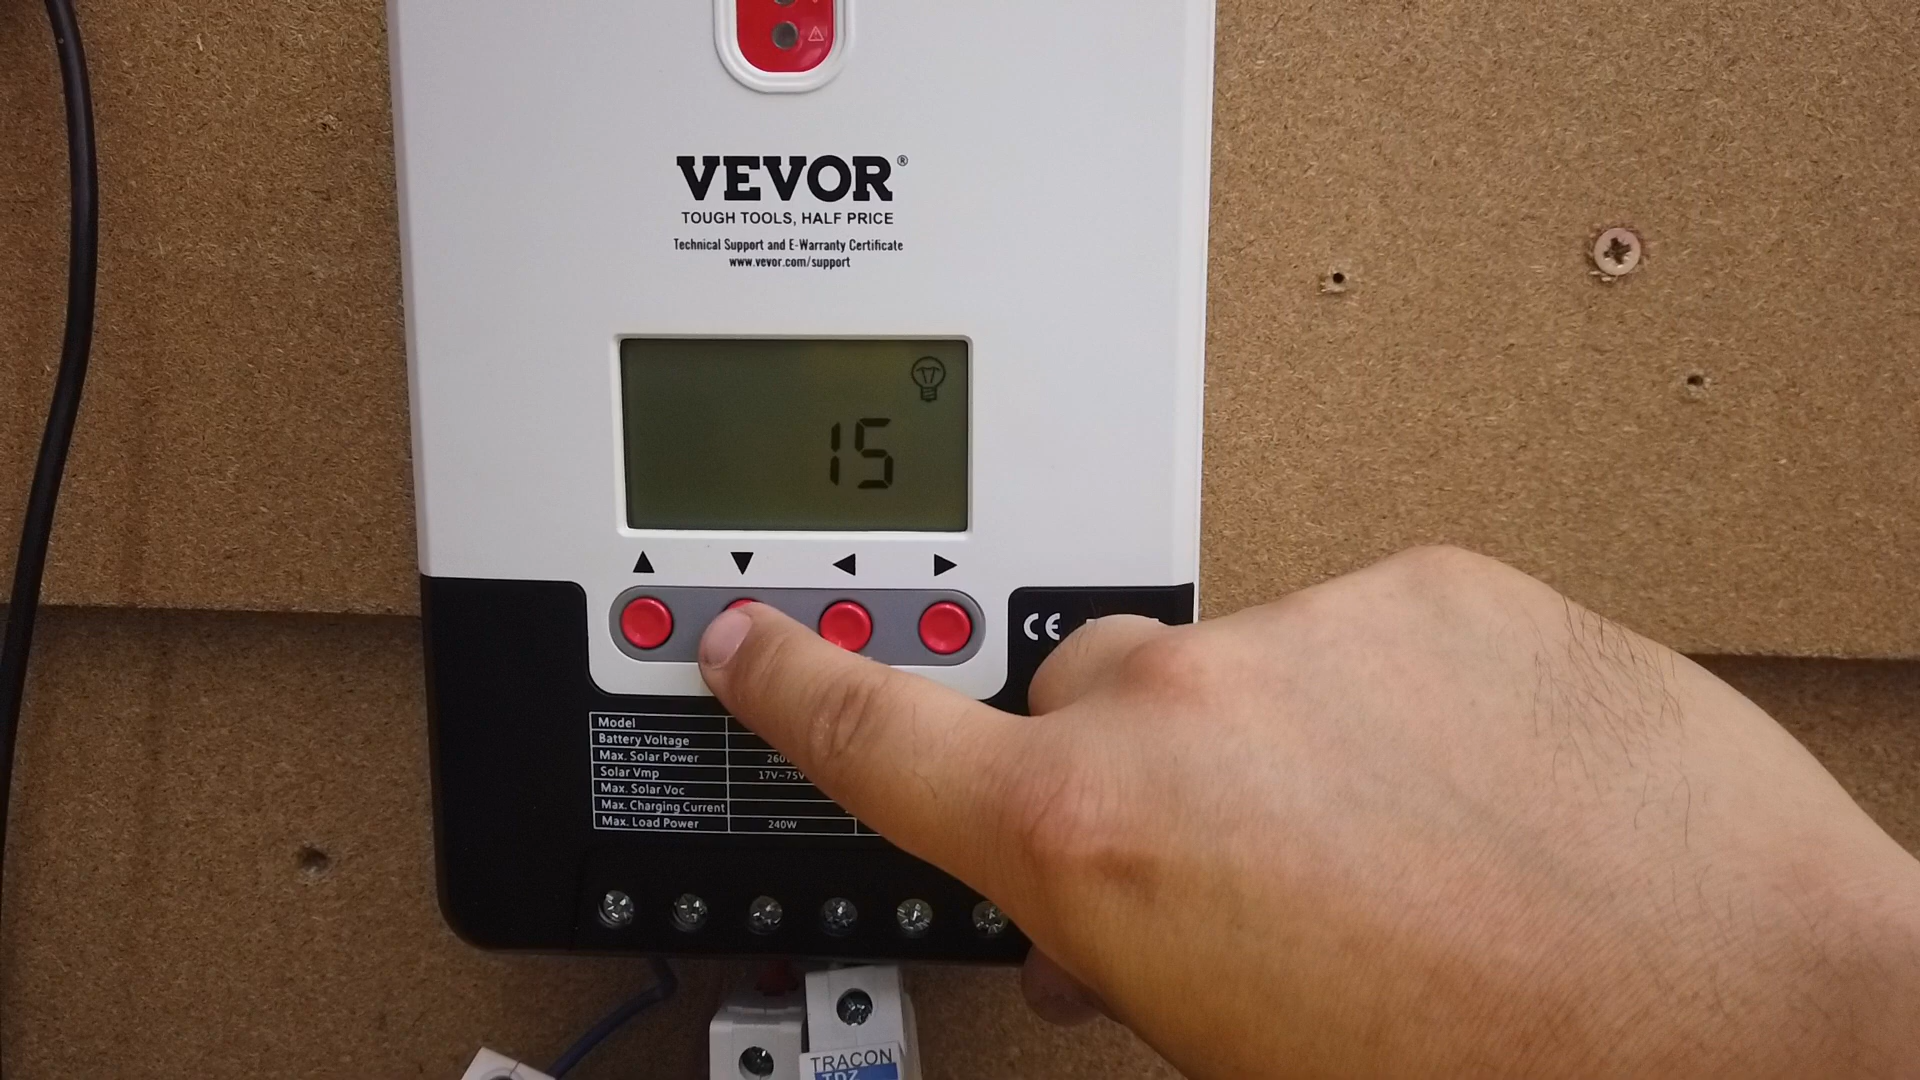 VEVOR®
TOUGH TOOLS, HALF PRICE
Technical Support and E-Warranty Certificate
www.vevor.com/support
15
CE
Model
Battery Voltage
Max. Solar Power
Solar Vmp 17V-75V
Max. Solar Voc
Max. Charging Current
Max. Load Power 240W
TRACON
TDZ